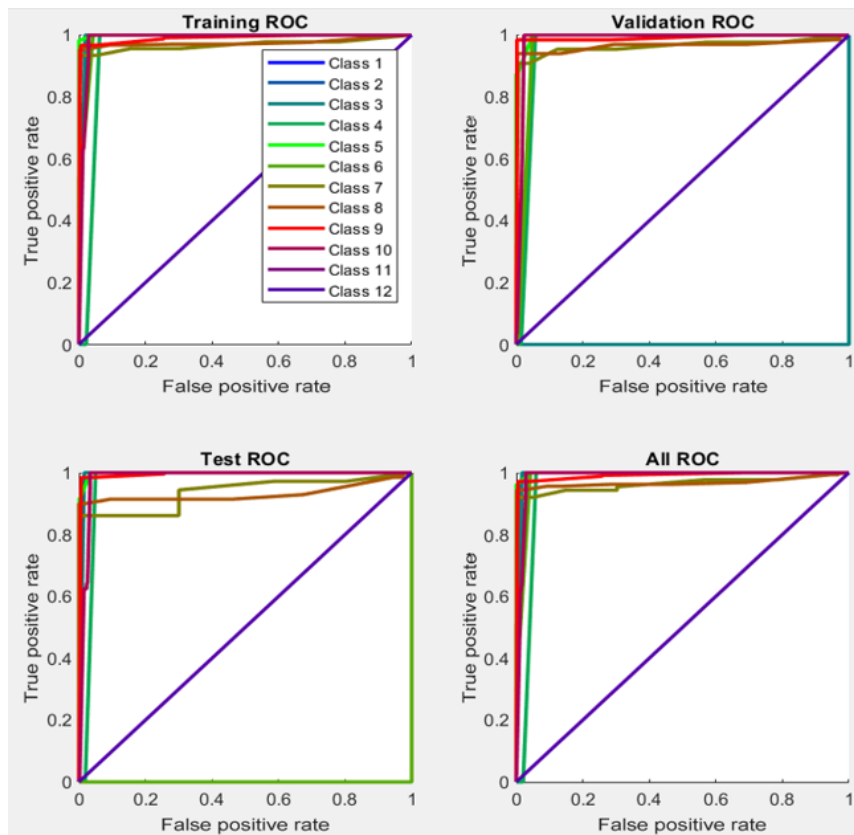 Training ROC
True positive rate
1
0.8
0.6
0.4
0.2
0
0 0.2 0.4 0.6 0.8 1
False positive rate
Class 1
Class 2
Class 3
Class 4
Class 5
Class 6
Class 7
Class 8
Class 9
Class 10
Class 11
Class 12
Validation ROC
True positive rate
1
0.8
0.6
0.4
0.2
0
0 0.2 0.4 0.6 0.8 1
False positive rate
Test ROC
True positive rate
1
0.8
0.6
0.4
0.2
0
0 0.2 0.4 0.6 0.8 1
False positive rate
All ROC
True positive rate
1
0.8
0.6
0.4
0.2
0
0 0.2 0.4 0.6 0.8 1
False positive rate